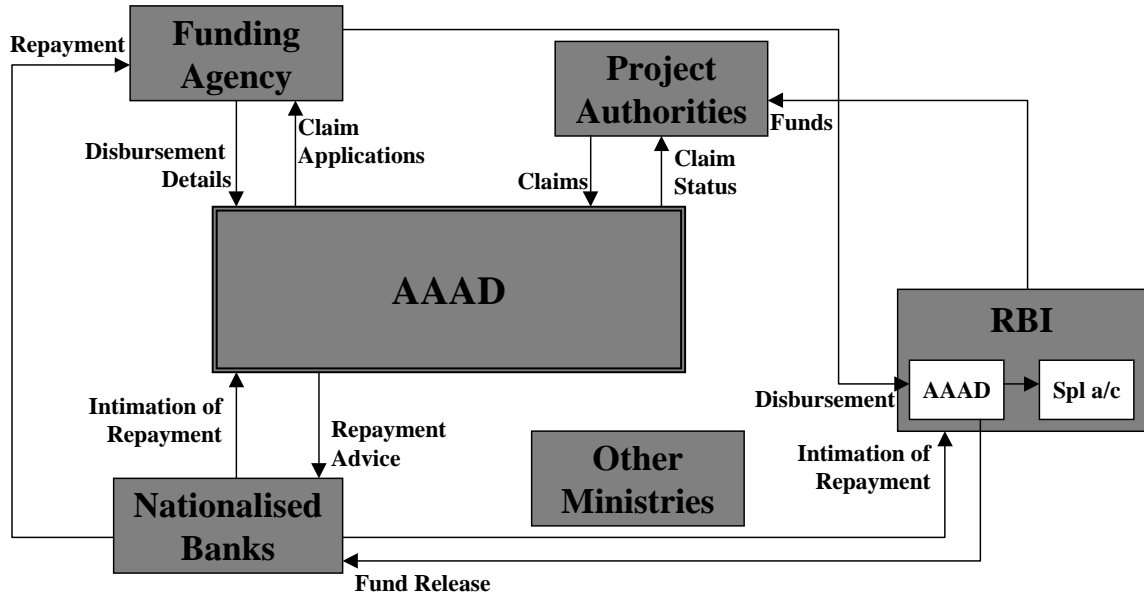 Funding
Agency
Repayment
Project
Authorities
Funds
Claim
Applications
Disbursement
Details
Claims
Claim
Status
AAAD
RBI
AAAD
Spl a/c
Disbursement
Intimation of
Repayment
Repayment
Advice
Other
Ministries
Intimation of
Repayment
Nationalised
Banks
Fund Release